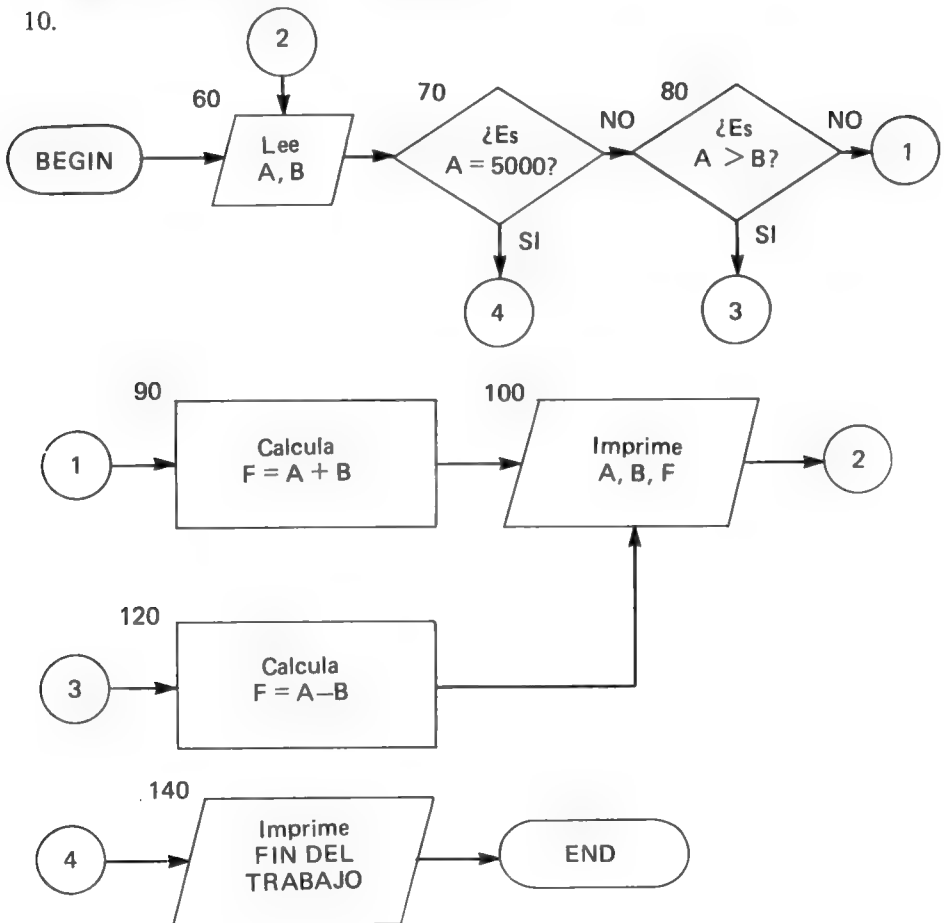 10.
2
60
70
80
BEGIN
Lee
A, B
¿Es
A = 5000?
NO
¿Es
A > B?
NO
1
SI
4
SI
3
90
100
1
Calcula
F = A + B
Imprime
A, B, F
2
120
3
Calcula
F = A—B
140
4
Imprime
FIN DEL
TRABAJO
END